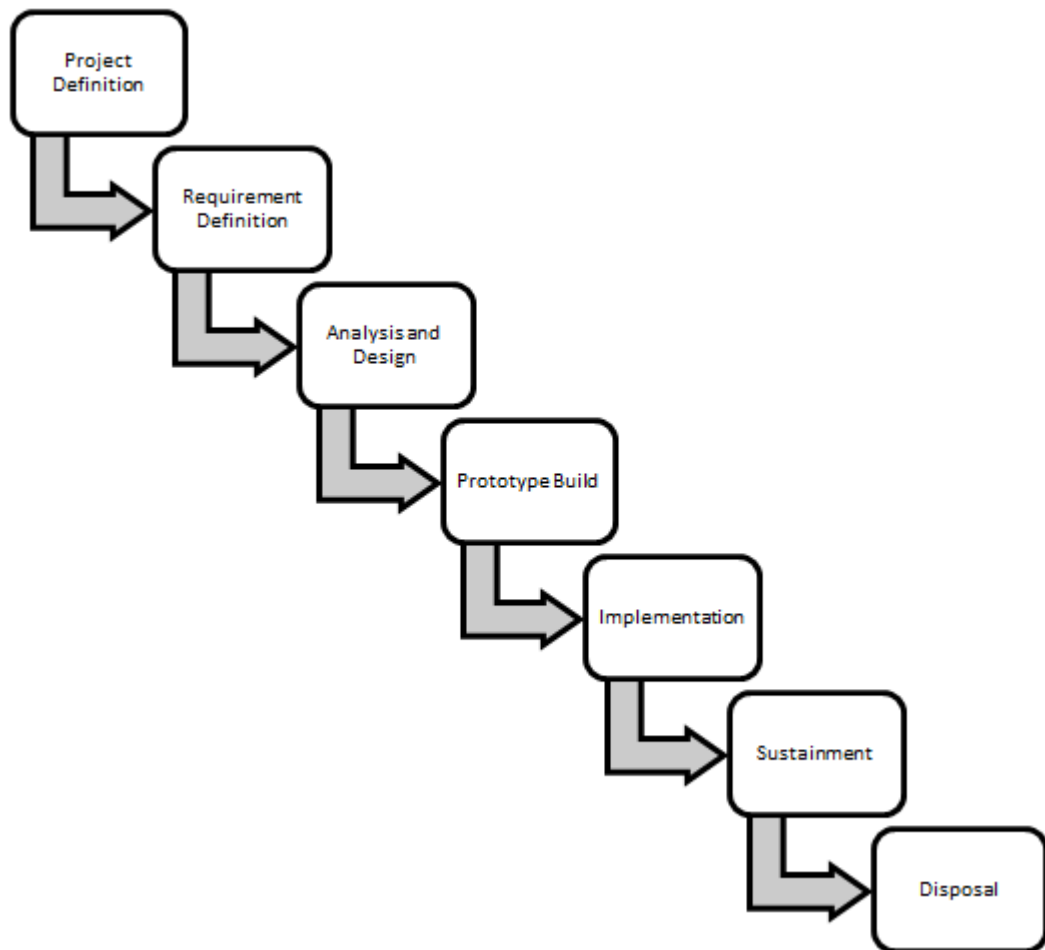 Project
Definition
Requirement
Definition
Analysis and
Design
Prototype Build
Implementation
Sustainment
Disposal